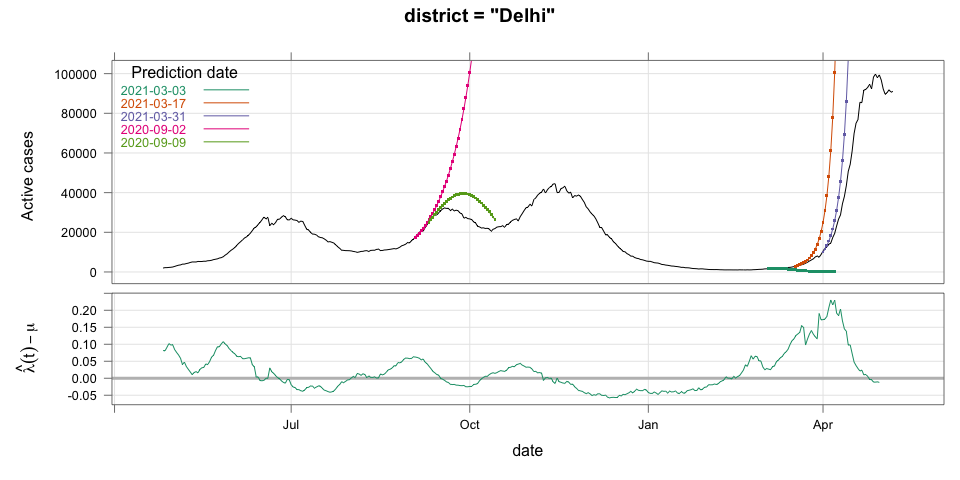 district = "Delhi"
Prediction date
2021-03-03
2021-03-17
2021-03-31
2020-09-02
2020-09-09
Active cases
100000
80000
60000
40000
20000
0
λ̂(t) − μ
0.20
0.15
0.10
0.05
0.00
-0.05
Jul Oct Jan Apr
date